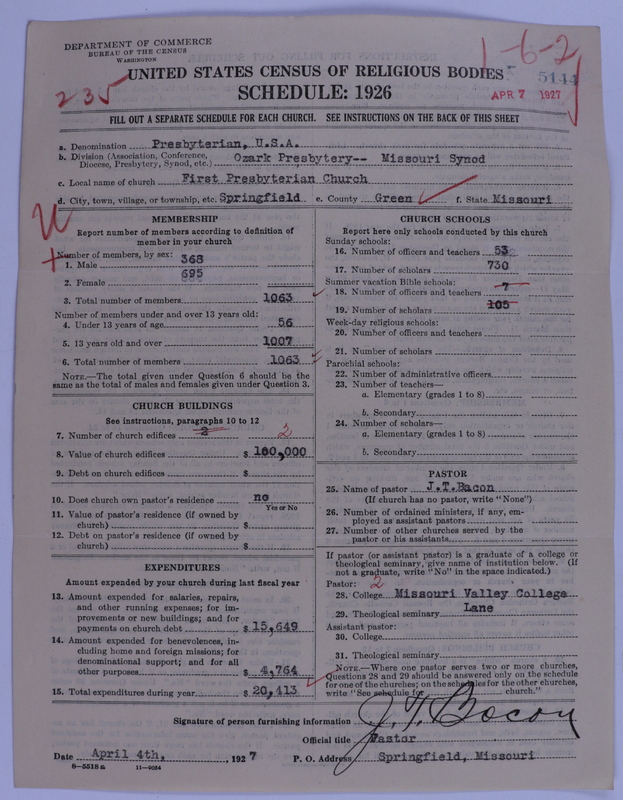 DEPARTMENT OF COMMERCE
BUREAU OF THE CENSUS
WASHINGTON
1-6-2
235
5144
APR 7 1927
UNITED STATES CENSUS OF RELIGIOUS BODIES
SCHEDULE: 1926
FILL OUT A SEPARATE SCHEDULE FOR EACH CHURCH. SEE INSTRUCTIONS ON THE BACK OF THIS SHEET
a. Denomination Presbyterian, U.S.A.
b. Division (Association, Conference, Diocese, Presbytery, Synod, etc.) Ozark Presbytery-- Missouri Synod
c. Local name of church First Presbyterian Church
d. City, town, village, or township, etc. Springfield e. County Green f. State Missouri
MEMBERSHIP
Report number of members according to definition of
member in your church
Number of members, by sex:
1. Male 368
2. Female 695
3. Total number of members 1063
Number of members under and over 13 years old:
4. Under 13 years of age 56
5. 13 years old and over 1007
6. Total number of members 1063
NOTE.—The total given under Question 6 should be the
same as the total of males and females given under Question 3.
CHURCH BUILDINGS
See instructions, paragraphs 10 to 12
7. Number of church edifices 2 2
8. Value of church edifices $ 100,000
9. Debt on church edifices $
10. Does church own pastor's residence no
Yes or No
11. Value of pastor's residence (if owned by
church) $
12. Debt on pastor's residence (if owned by
church) $
EXPENDITURES
Amount expended by your church during last fiscal year
13. Amount expended for salaries, repairs,
and other running expenses; for im-
provements or new buildings; and for
payments on church debt $ 15,649
14. Amount expended for benevolences, in-
cluding home and foreign missions; for
denominational support; and for all
other purposes $ 4,764
15. Total expenditures during year $ 20,413
CHURCH SCHOOLS
Report here only schools conducted by this church
Sunday schools:
16. Number of officers and teachers 53
17. Number of scholars 730
Summer vacation Bible schools:
18. Number of officers and teachers 7
19. Number of scholars 105
Week-day religious schools:
20. Number of officers and teachers
21. Number of scholars
Parochial schools:
22. Number of administrative officers
23. Number of teachers—
a. Elementary (grades 1 to 8)
b. Secondary
24. Number of scholars—
a. Elementary (grades 1 to 8)
b. Secondary
PASTOR
25. Name of pastor J.T.Bacon
(If church has no pastor, write "None")
26. Number of ordained ministers, if any, em-
ployed as assistant pastors
27. Number of other churches served by the
pastor or his assistants
If pastor (or assistant pastor) is a graduate of a college or
theological seminary, give name of institution below. (If
not a graduate, write "No" in the space indicated.)
Pastor: 2
28. College Missouri Valley College
29. Theological seminary Lane
Assistant pastor:
30. College
31. Theological seminary
NOTE.—Where one pastor serves two or more churches,
Questions 28 and 29 should be answered only on the schedule
for one of the churches; on the schedules for the other churches,
write "See schedule for church."
Signature of person furnishing information J. T. Bacon
Official title Pastor
Date April 4th, 1927 P. O. Address Springfield, Missouri
8—5518 a 11—9034